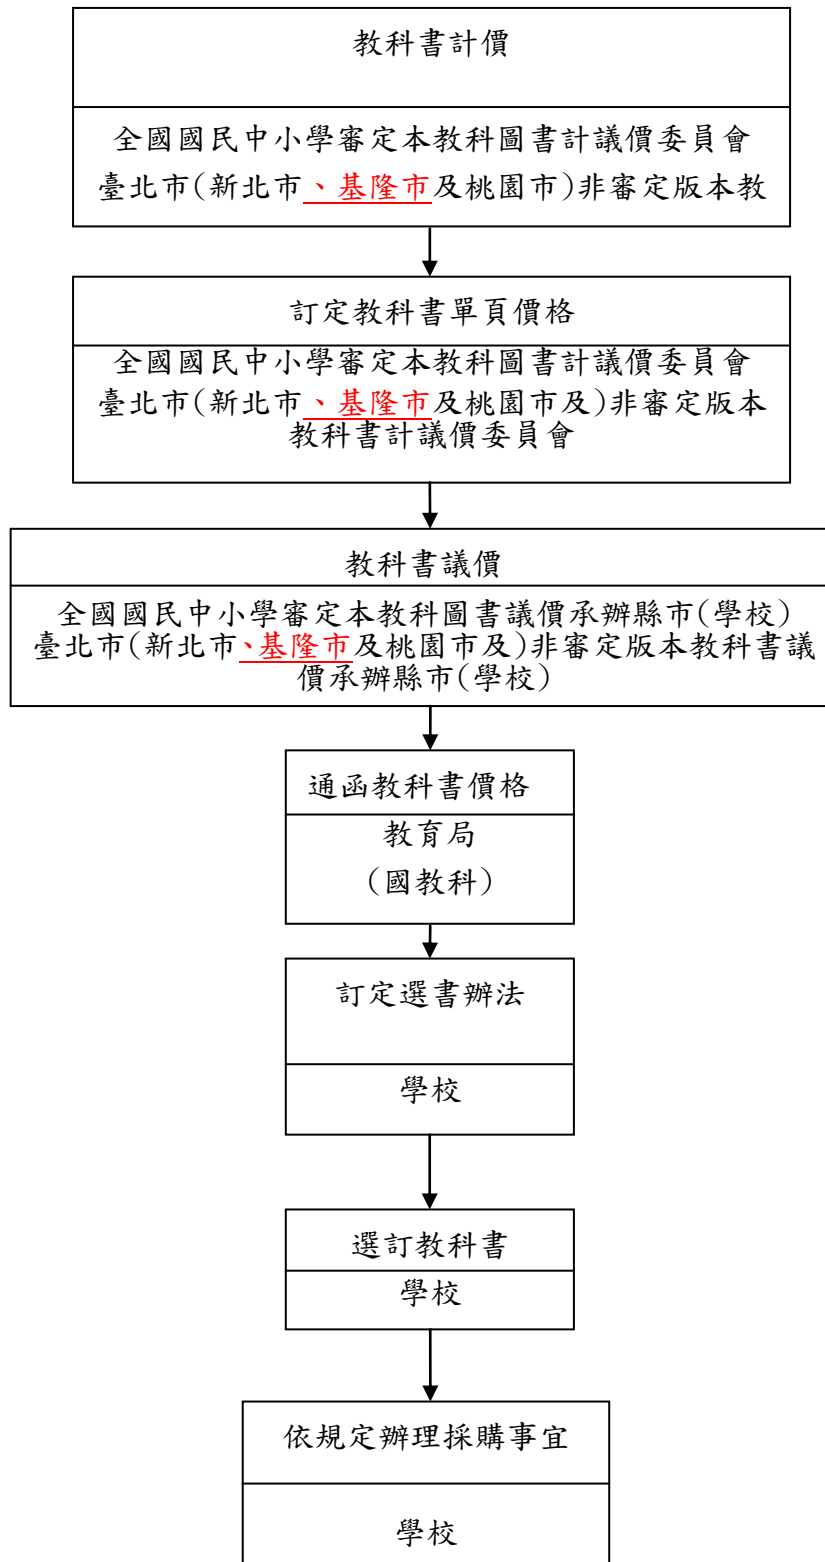 教科書計價
全國國民中小學審定本教科圖書計議價委員會
臺北市(新北市、基隆市及桃園市)非審定版本教
訂定教科書單頁價格
全國國民中小學審定本教科圖書計議價委員會
臺北市(新北市、基隆市及桃園市及)非審定版本
教科書計議價委員會
教科書議價
全國國民中小學審定本教科圖書議價承辦縣市(學校)
臺北市(新北市、基隆市及桃園市及)非審定版本教科書議
價承辦縣市(學校)
通函教科書價格
教育局
(國教科)
訂定選書辦法
學校
選訂教科書
學校
依規定辦理採購事宜
學校